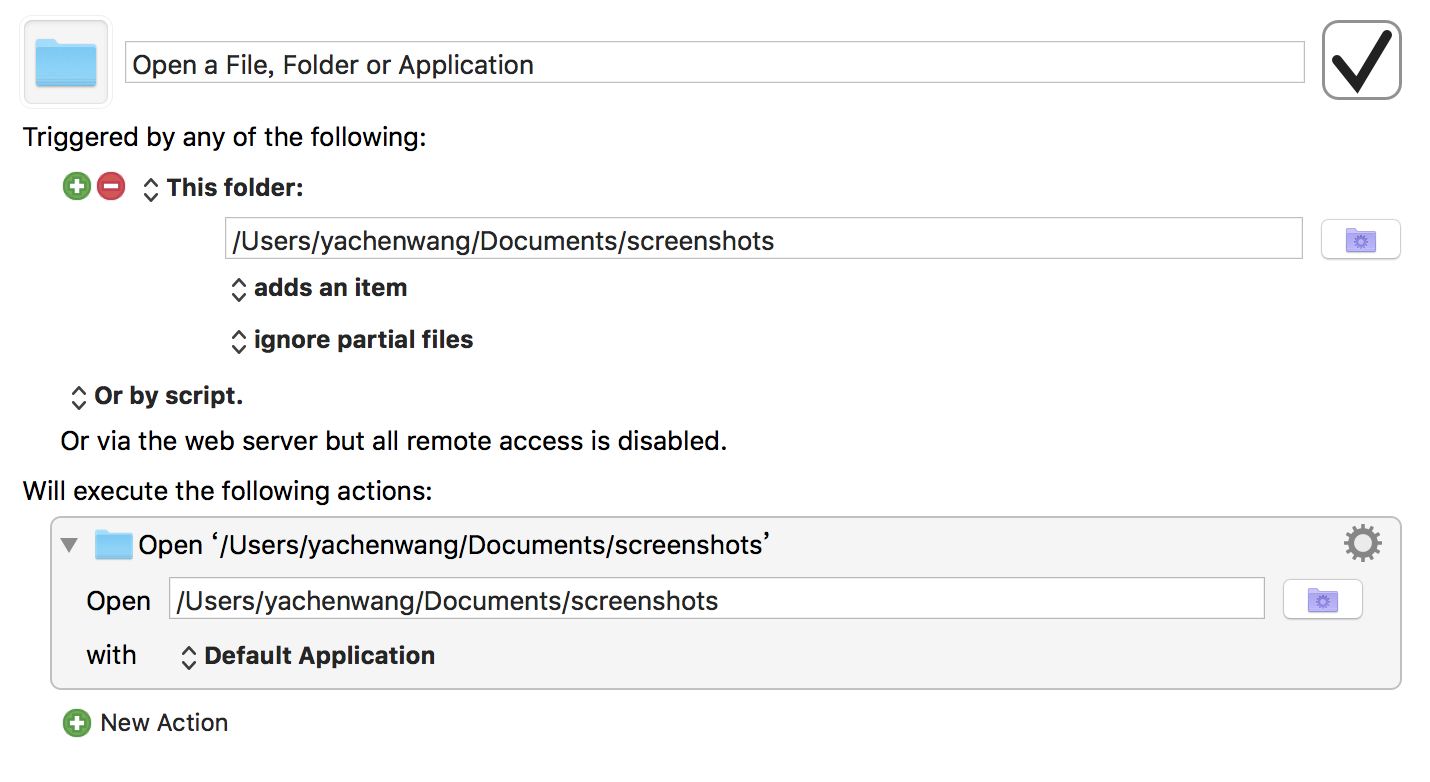 Open a File, Folder or Application
Triggered by any of the following:
This folder:
/Users/yachenwang/Documents/screenshots
adds an item
ignore partial files
Or by script.
Or via the web server but all remote access is disabled.
Will execute the following actions:
Open ‘/Users/yachenwang/Documents/screenshots’
Open /Users/yachenwang/Documents/screenshots
with Default Application
New Action